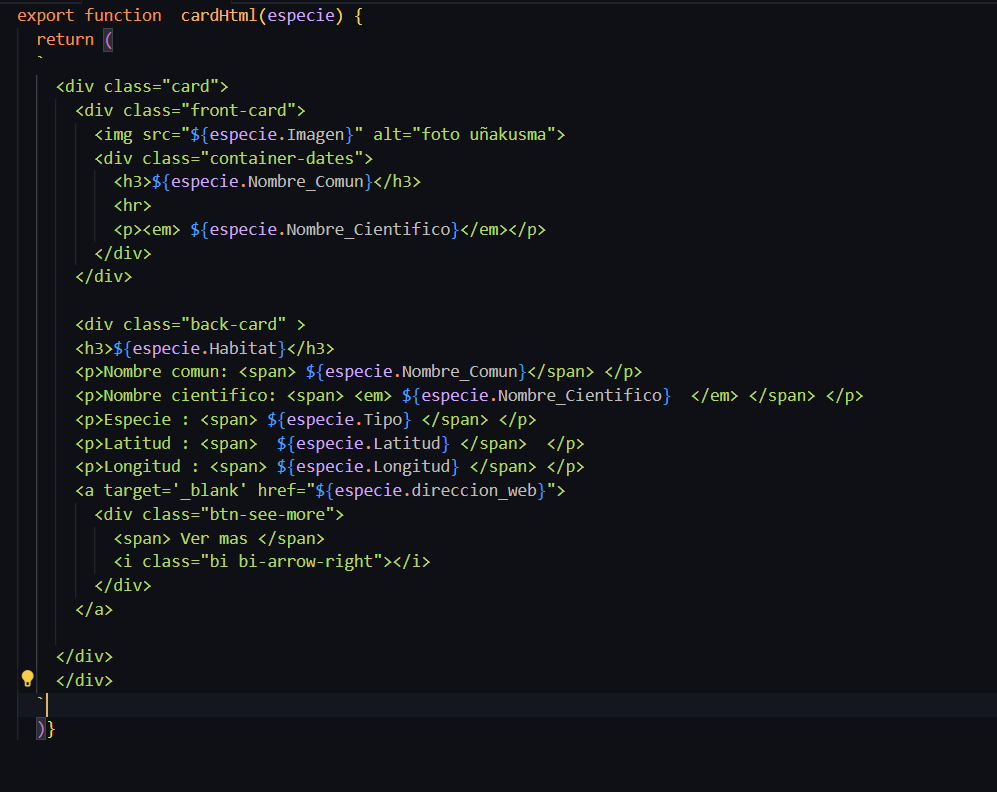 export function  cardHtml(especie) {
  return (
  `
    <div class="card">
      <div class="front-card">
        <img src="${especie.Imagen}" alt="foto uñakusma">
        <div class="container-dates">
          <h3>${especie.Nombre_Comun}</h3>
          <hr>
          <p><em> ${especie.Nombre_Cientifico}</em></p>
        </div>
      </div>

      <div class="back-card" >
      <h3>${especie.Habitat}</h3>
      <p>Nombre comun: <span> ${especie.Nombre_Comun}</span> </p>
      <p>Nombre cientifico: <span> <em> ${especie.Nombre_Cientifico}  </em> </span> </p>
      <p>Especie : <span> ${especie.Tipo} </span> </p>
      <p>Latitud : <span>  ${especie.Latitud} </span>  </p>
      <p>Longitud : <span> ${especie.Longitud} </span> </p>
      <a target='_blank' href="${especie.direccion_web}">
        <div class="btn-see-more">
          <span> Ver mas </span>
          <i class="bi bi-arrow-right"></i>
        </div>
      </a>

    </div>
    </div>
  `
  )}